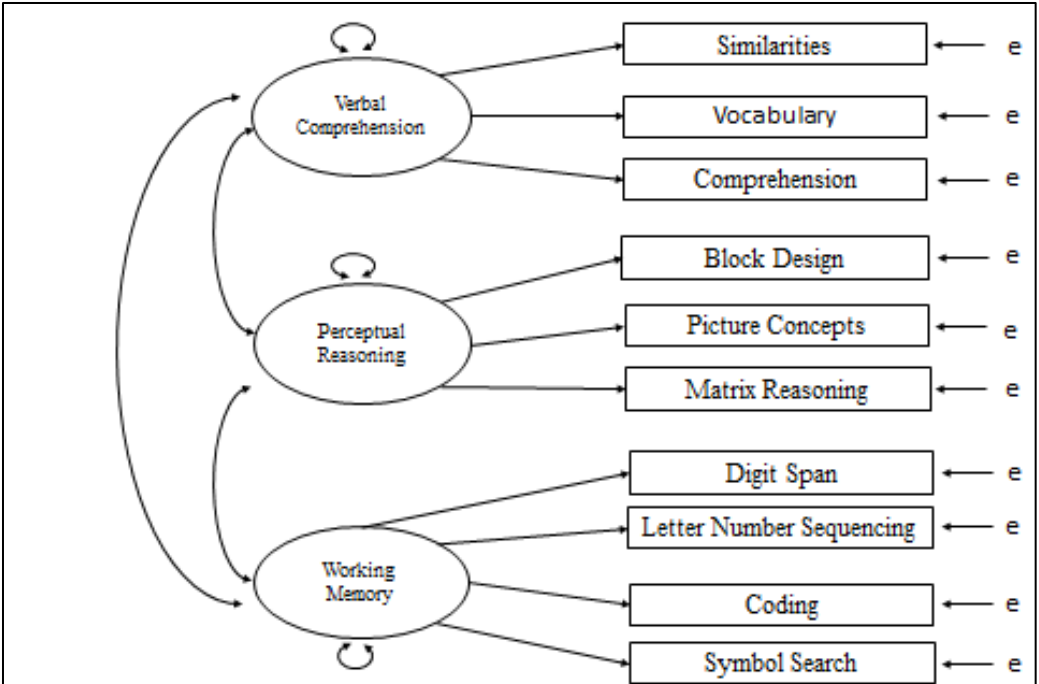 Similarities
e
Verbal
Comprehension
Vocabulary
e
Comprehension
e
Block Design
e
Perceptual
Reasoning
Picture Concepts
e
Matrix Reasoning
e
Digit Span
e
Letter Number Sequencing
e
Working
Memory
Coding
e
Symbol Search
e